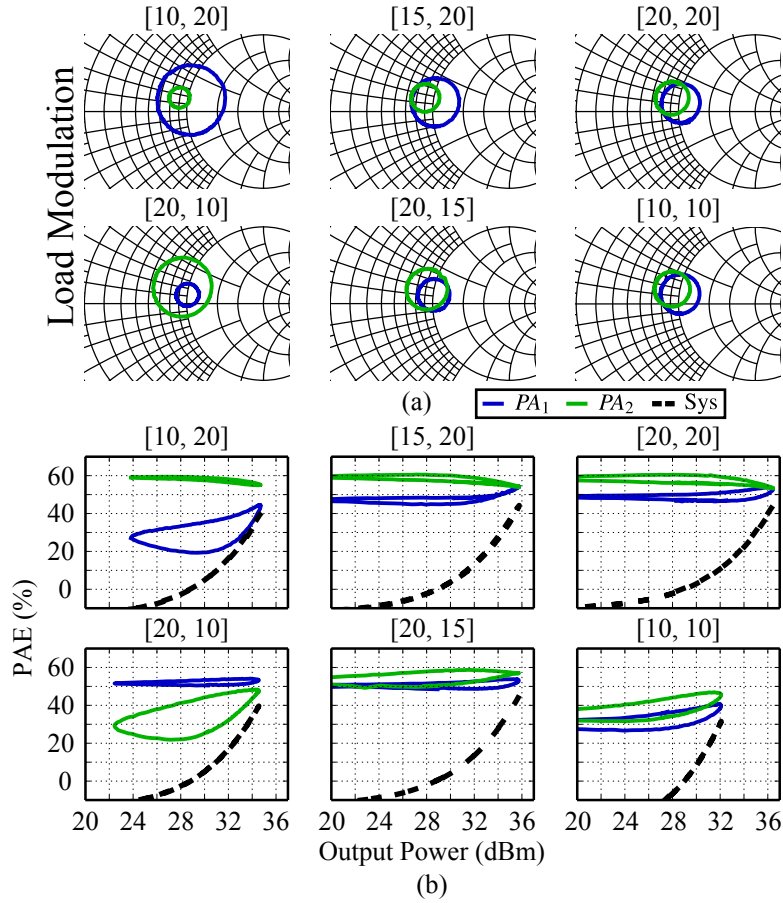 [10, 20] [15, 20] [20, 20]
Load Modulation
[20, 10] [20, 15] [10, 10]
(a)
PA1 PA2 Sys
[10, 20] [15, 20] [20, 20]
60
40
20
0
PAE (%)
[20, 10] [20, 15] [10, 10]
60
40
20
0
20 24 28 32 36 20 24 28 32 36 20 24 28 32 36
Output Power (dBm)
(b)